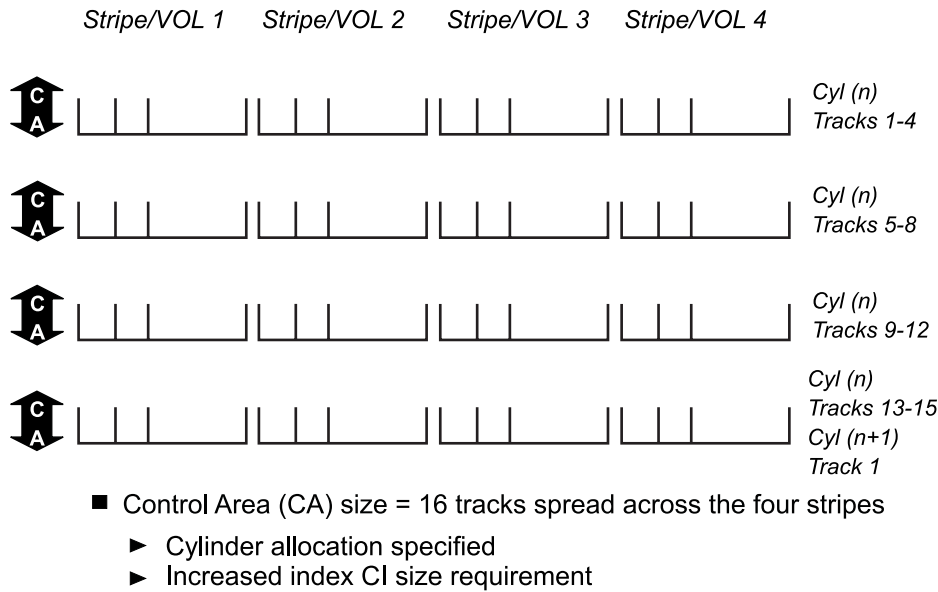 Stripe/VOL 1 Stripe/VOL 2 Stripe/VOL 3 Stripe/VOL 4
C
A
Cyl (n)
Tracks 1-4
C
A
Cyl (n)
Tracks 5-8
C
A
Cyl (n)
Tracks 9-12
C
A
Cyl (n)
Tracks 13-15
Cyl (n+1)
Track 1
■ Control Area (CA) size = 16 tracks spread across the four stripes
► Cylinder allocation specified
► Increased index CI size requirement